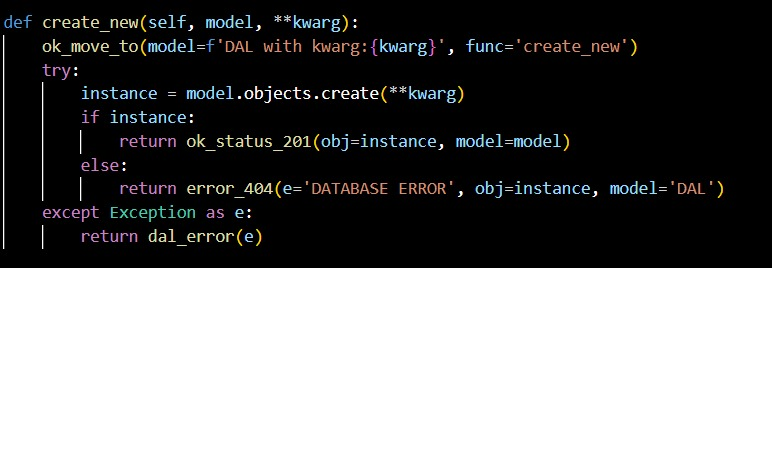 def create_new(self, model, **kwarg):
    ok_move_to(model=f'DAL with kwarg:{kwarg}', func='create_new')
    try:
        instance = model.objects.create(**kwarg)
        if instance:
            return ok_status_201(obj=instance, model=model)
        else:
            return error_404(e='DATABASE ERROR', obj=instance, model='DAL')
    except Exception as e:
        return dal_error(e)